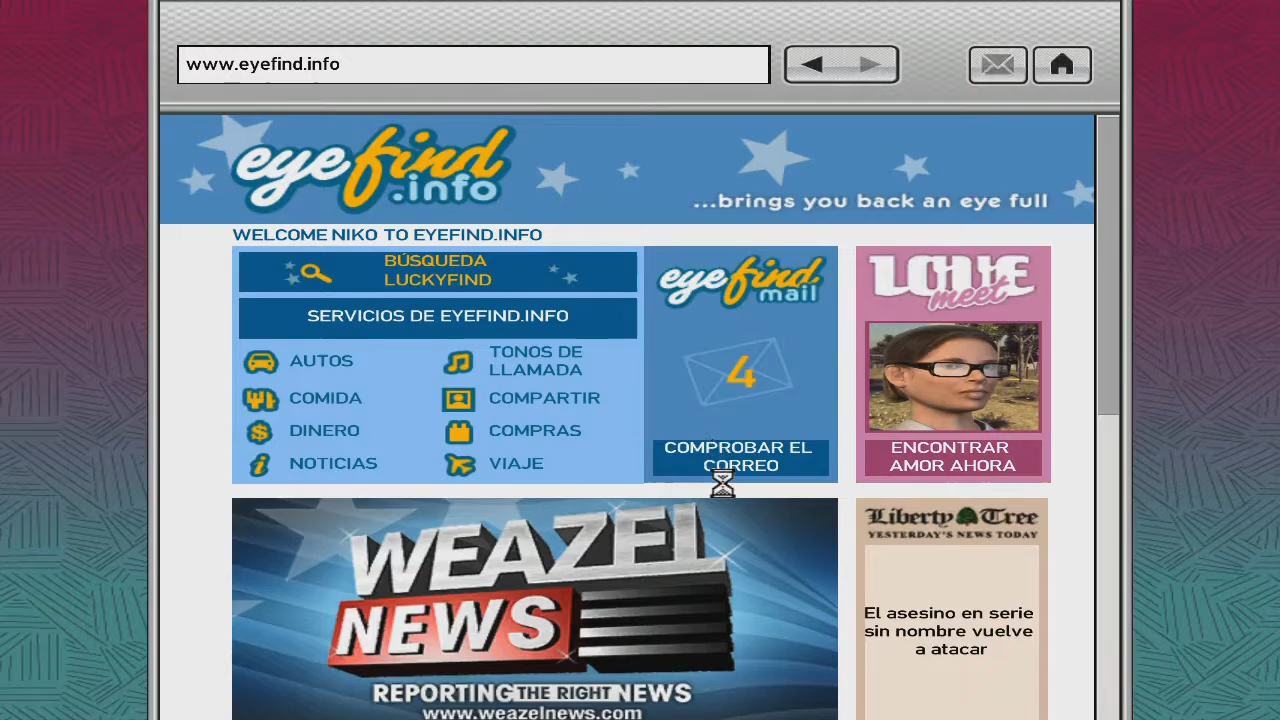 www.eyefind.info
eyefind
.info
...brings you back an eye full
WELCOME NIKO TO EYEFIND.INFO
BÚSQUEDA
LUCKYFIND
SERVICIOS DE EYEFIND.INFO
AUTOS
TONOS DE
LLAMADA
COMIDA
COMPARTIR
DINERO
COMPRAS
NOTICIAS
VIAJE
eyefind
mail
4
COMPROBAR EL
CORREO
LOVE
meet
ENCONTRAR
AMOR AHORA
WEAZEL
NEWS
REPORTING THE RIGHT NEWS
www.weazelnews.com
Liberty Tree
YESTERDAY'S NEWS TODAY
El asesino en serie
sin nombre vuelve
a atacar